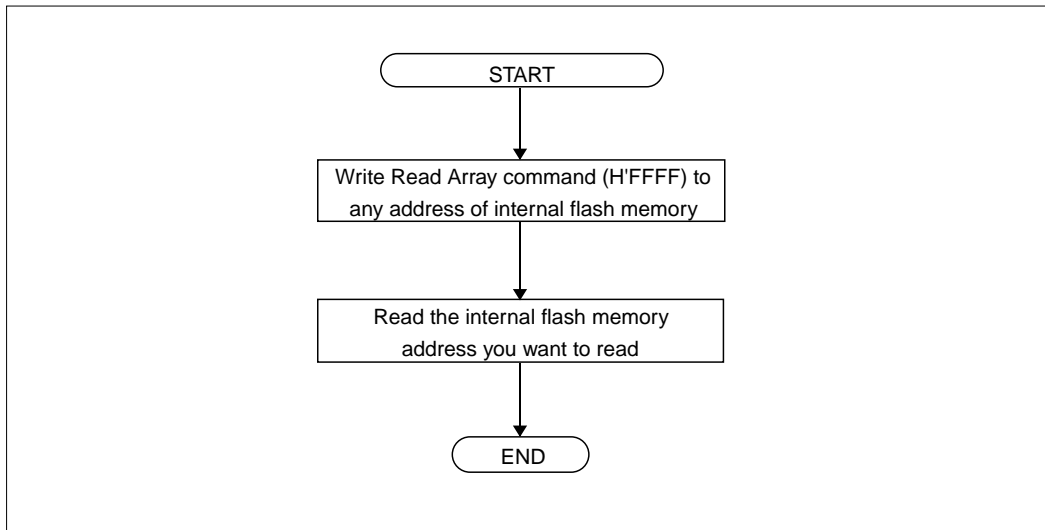 START
Write Read Array command (H'FFFF) to
any address of internal flash memory
Read the internal flash memory
address you want to read
END